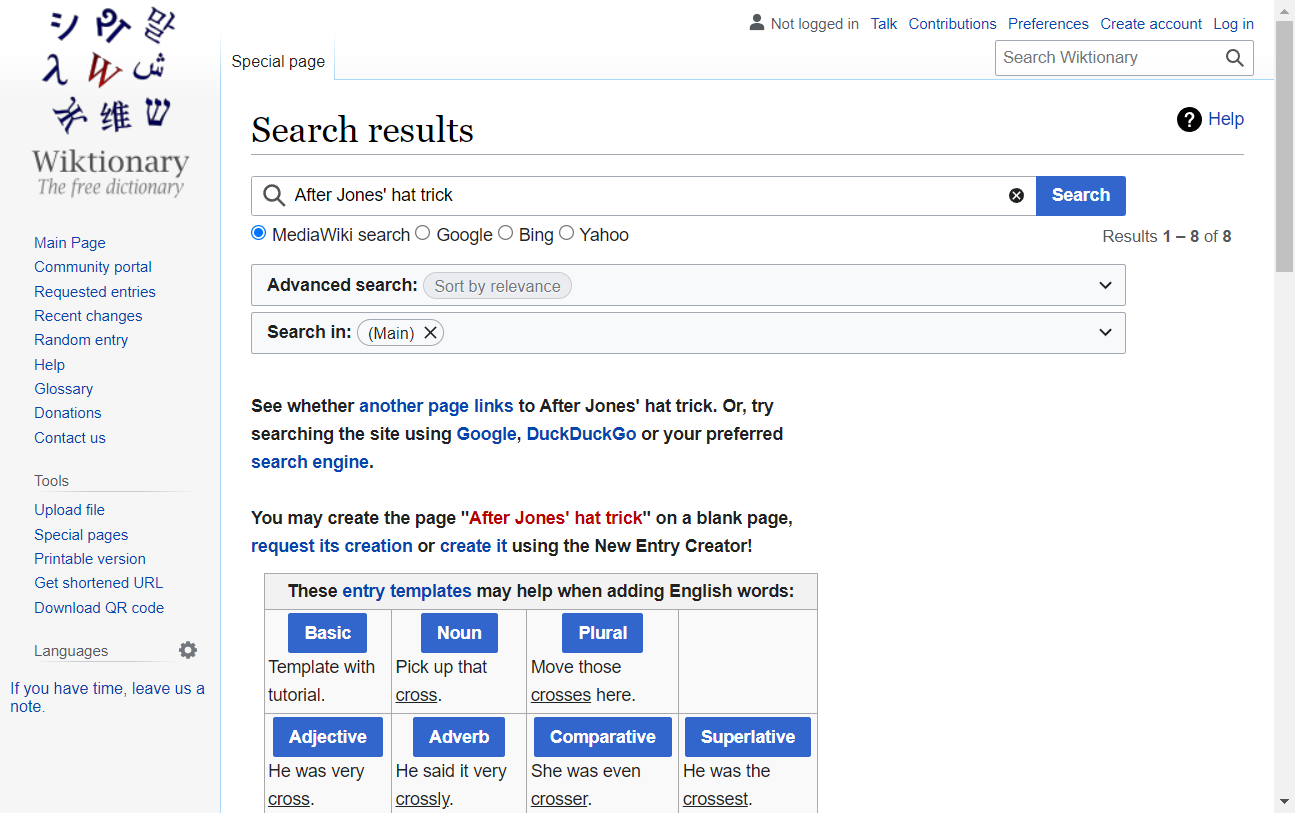 Not logged in Talk Contributions Preferences Create account Log in
Special page
Search Wiktionary
Wiktionary
The free dictionary
Main Page
Community portal
Requested entries
Recent changes
Random entry
Help
Glossary
Donations
Contact us
Tools
Upload file
Special pages
Printable version
Get shortened URL
Download QR code
Languages
If you have time, leave us a
note.
Search results
Help
After Jones' hat trick
Search
MediaWiki search Google Bing Yahoo
Results 1 – 8 of 8
Advanced search: Sort by relevance
Search in: (Main)
See whether another page links to After Jones' hat trick. Or, try
searching the site using Google, DuckDuckGo or your preferred
search engine.
You may create the page "After Jones' hat trick" on a blank page,
request its creation or create it using the New Entry Creator!
These entry templates may help when adding English words:
Basic
Template with
tutorial.
Noun
Pick up that
cross.
Plural
Move those
crosses here.
Adjective
He was very
cross.
Adverb
He said it very
crossly.
Comparative
She was even
crosser.
Superlative
He was the
crossest.